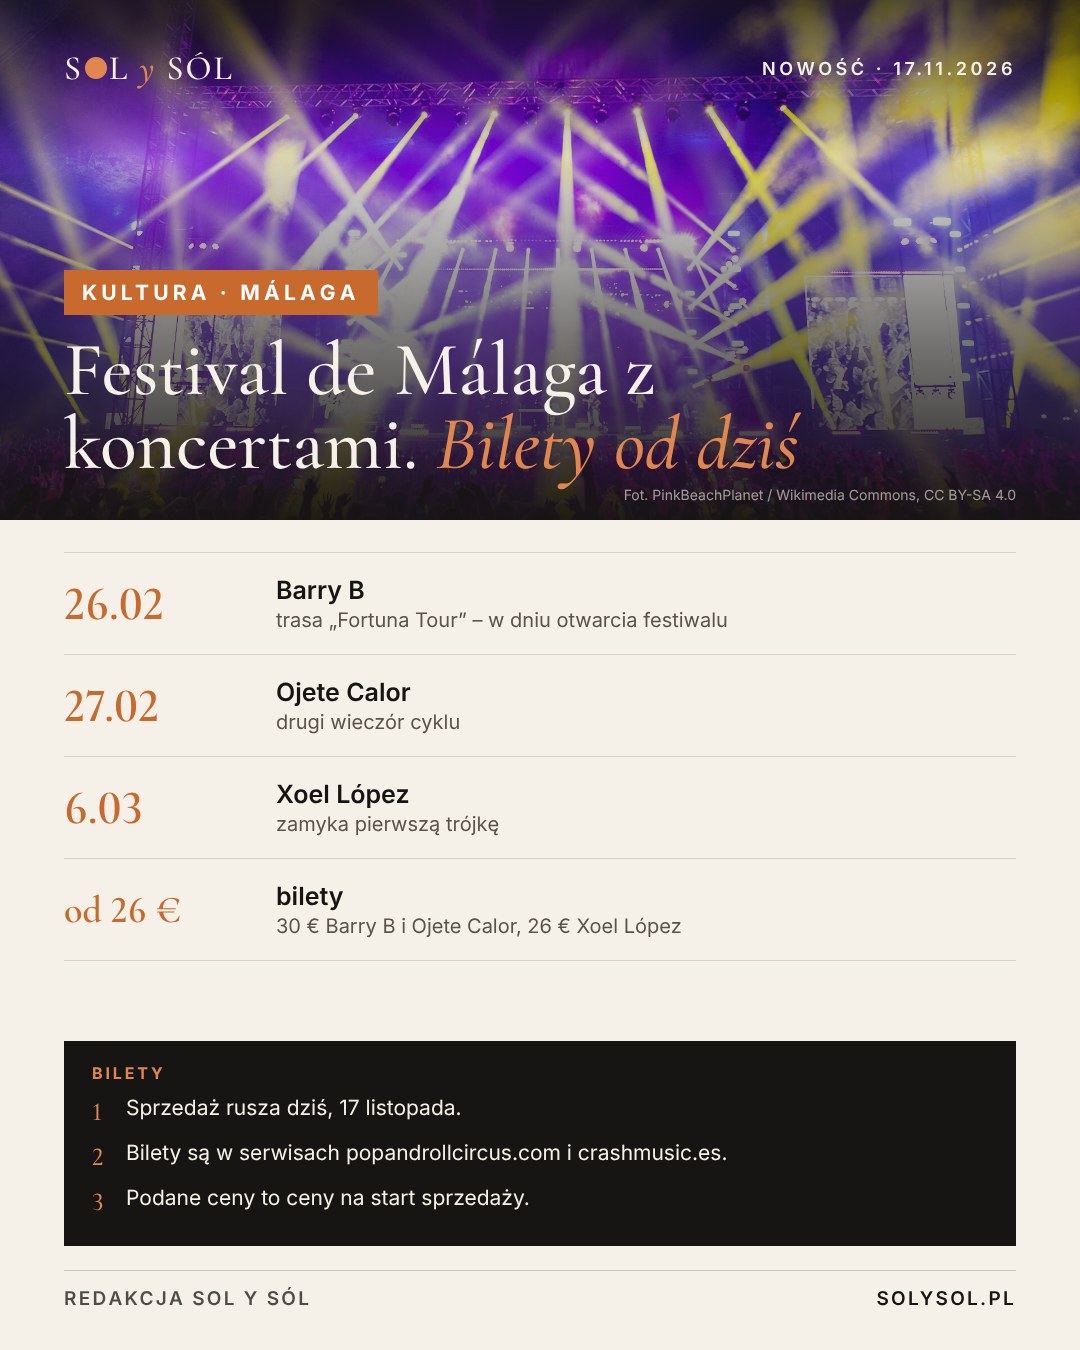 SOL y SÓL
NOWOŚĆ · 17.11.2026
KULTURA · MÁLAGA
Festival de Málaga z
koncertami. Bilety od dziś
Fot. PinkBeachPlanet / Wikimedia Commons, CC BY-SA 4.0
26.02
Barry B
trasa „Fortuna Tour” – w dniu otwarcia festiwalu
27.02
Ojete Calor
drugi wieczór cyklu
6.03
Xoel López
zamyka pierwszą trójkę
od 26 €
bilety
30 € Barry B i Ojete Calor, 26 € Xoel López
BILETY
1 Sprzedaż rusza dziś, 17 listopada.
2 Bilety są w serwisach popandrollcircus.com i crashmusic.es.
3 Podane ceny to ceny na start sprzedaży.
REDAKCJA SOL Y SÓL
SOLYSOL.PL